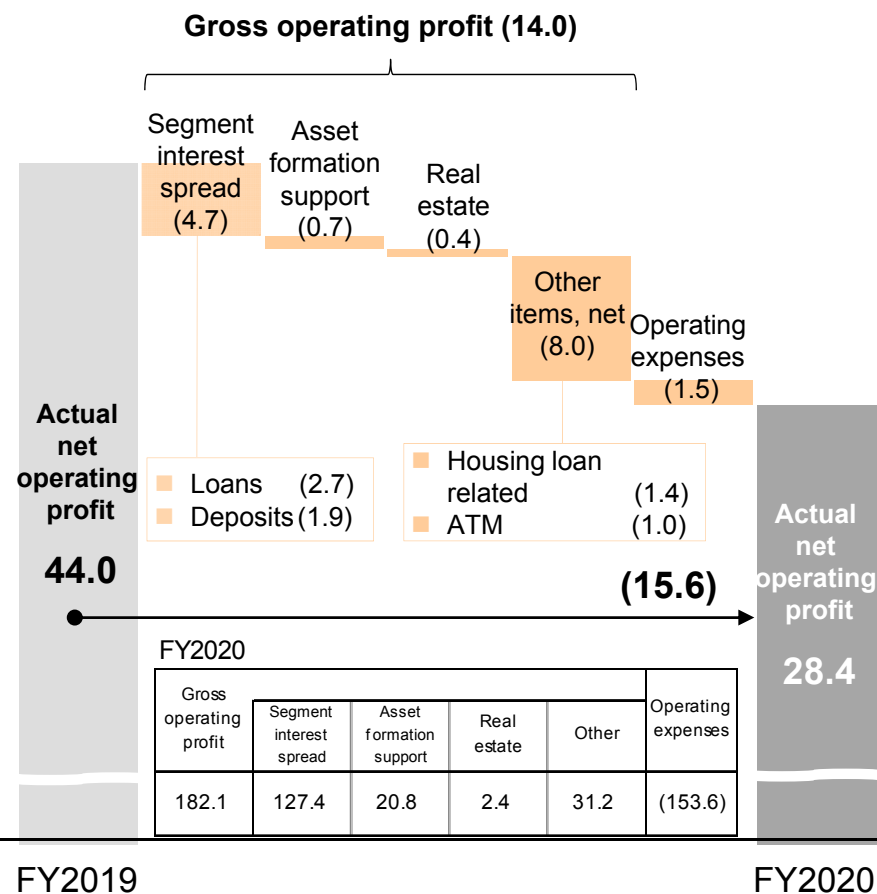 Gross operating profit (14.0)
Segment
interest
spread
(4.7)
Asset
formation
support
(0.7)
Real
estate
(0.4)
Other
items, net
(8.0)
Operating
expenses
(1.5)
Actual
net
operating
profit
44.0
Loans (2.7)
Deposits (1.9)
Housing loan
related (1.4)
ATM (1.0)
(15.6)
Actual
net
operating
profit
28.4
FY2020
Gross
operating
profit
Segment
interest
spread
Asset
formation
support
Real
estate
Other
Operating
expenses
182.1 127.4 20.8 2.4 31.2 (153.6)
FY2019 FY2020